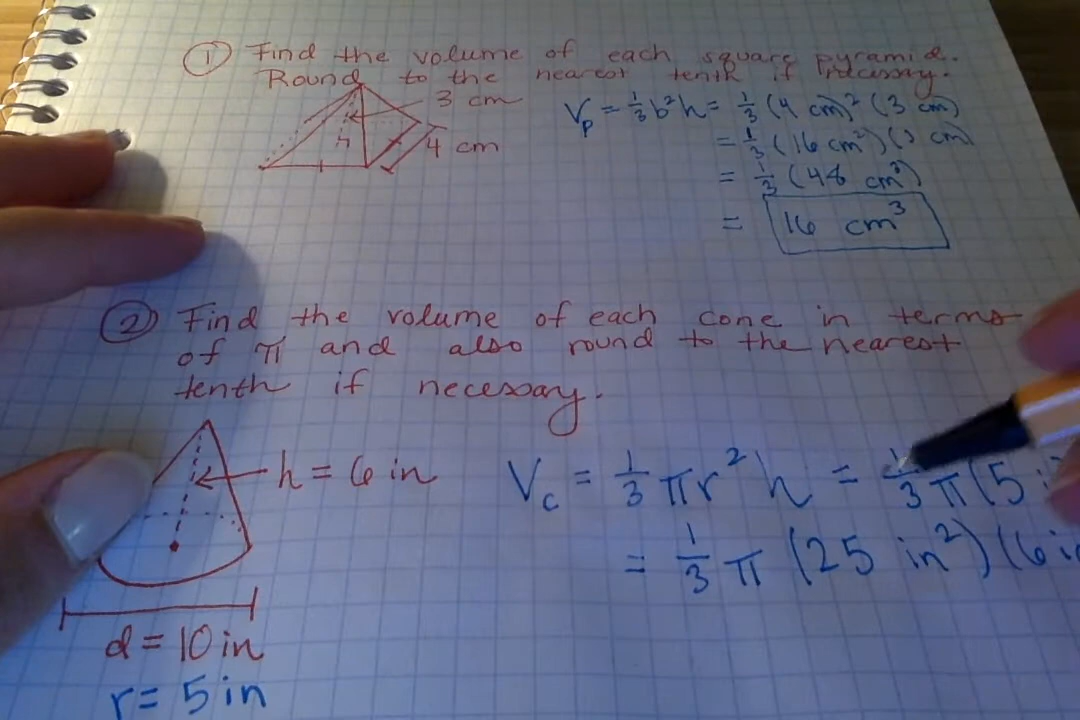 ① Find the volume of each square pyramid.
Round to the nearest tenth if necessary.
3 cm
h
4 cm
Vp = 1/3 b²h = 1/3 (4 cm)² (3 cm)
= 1/3 (16 cm²)(3 cm)
= 1/3 (48 cm³)
= 16 cm³
② Find the volume of each cone in terms
of π and also round to the nearest
tenth if necessary.
h = 6 in
Vc = 1/3 πr²h = 1/3 π(5
= 1/3 π (25 in²)(6 in
d = 10 in
r = 5 in